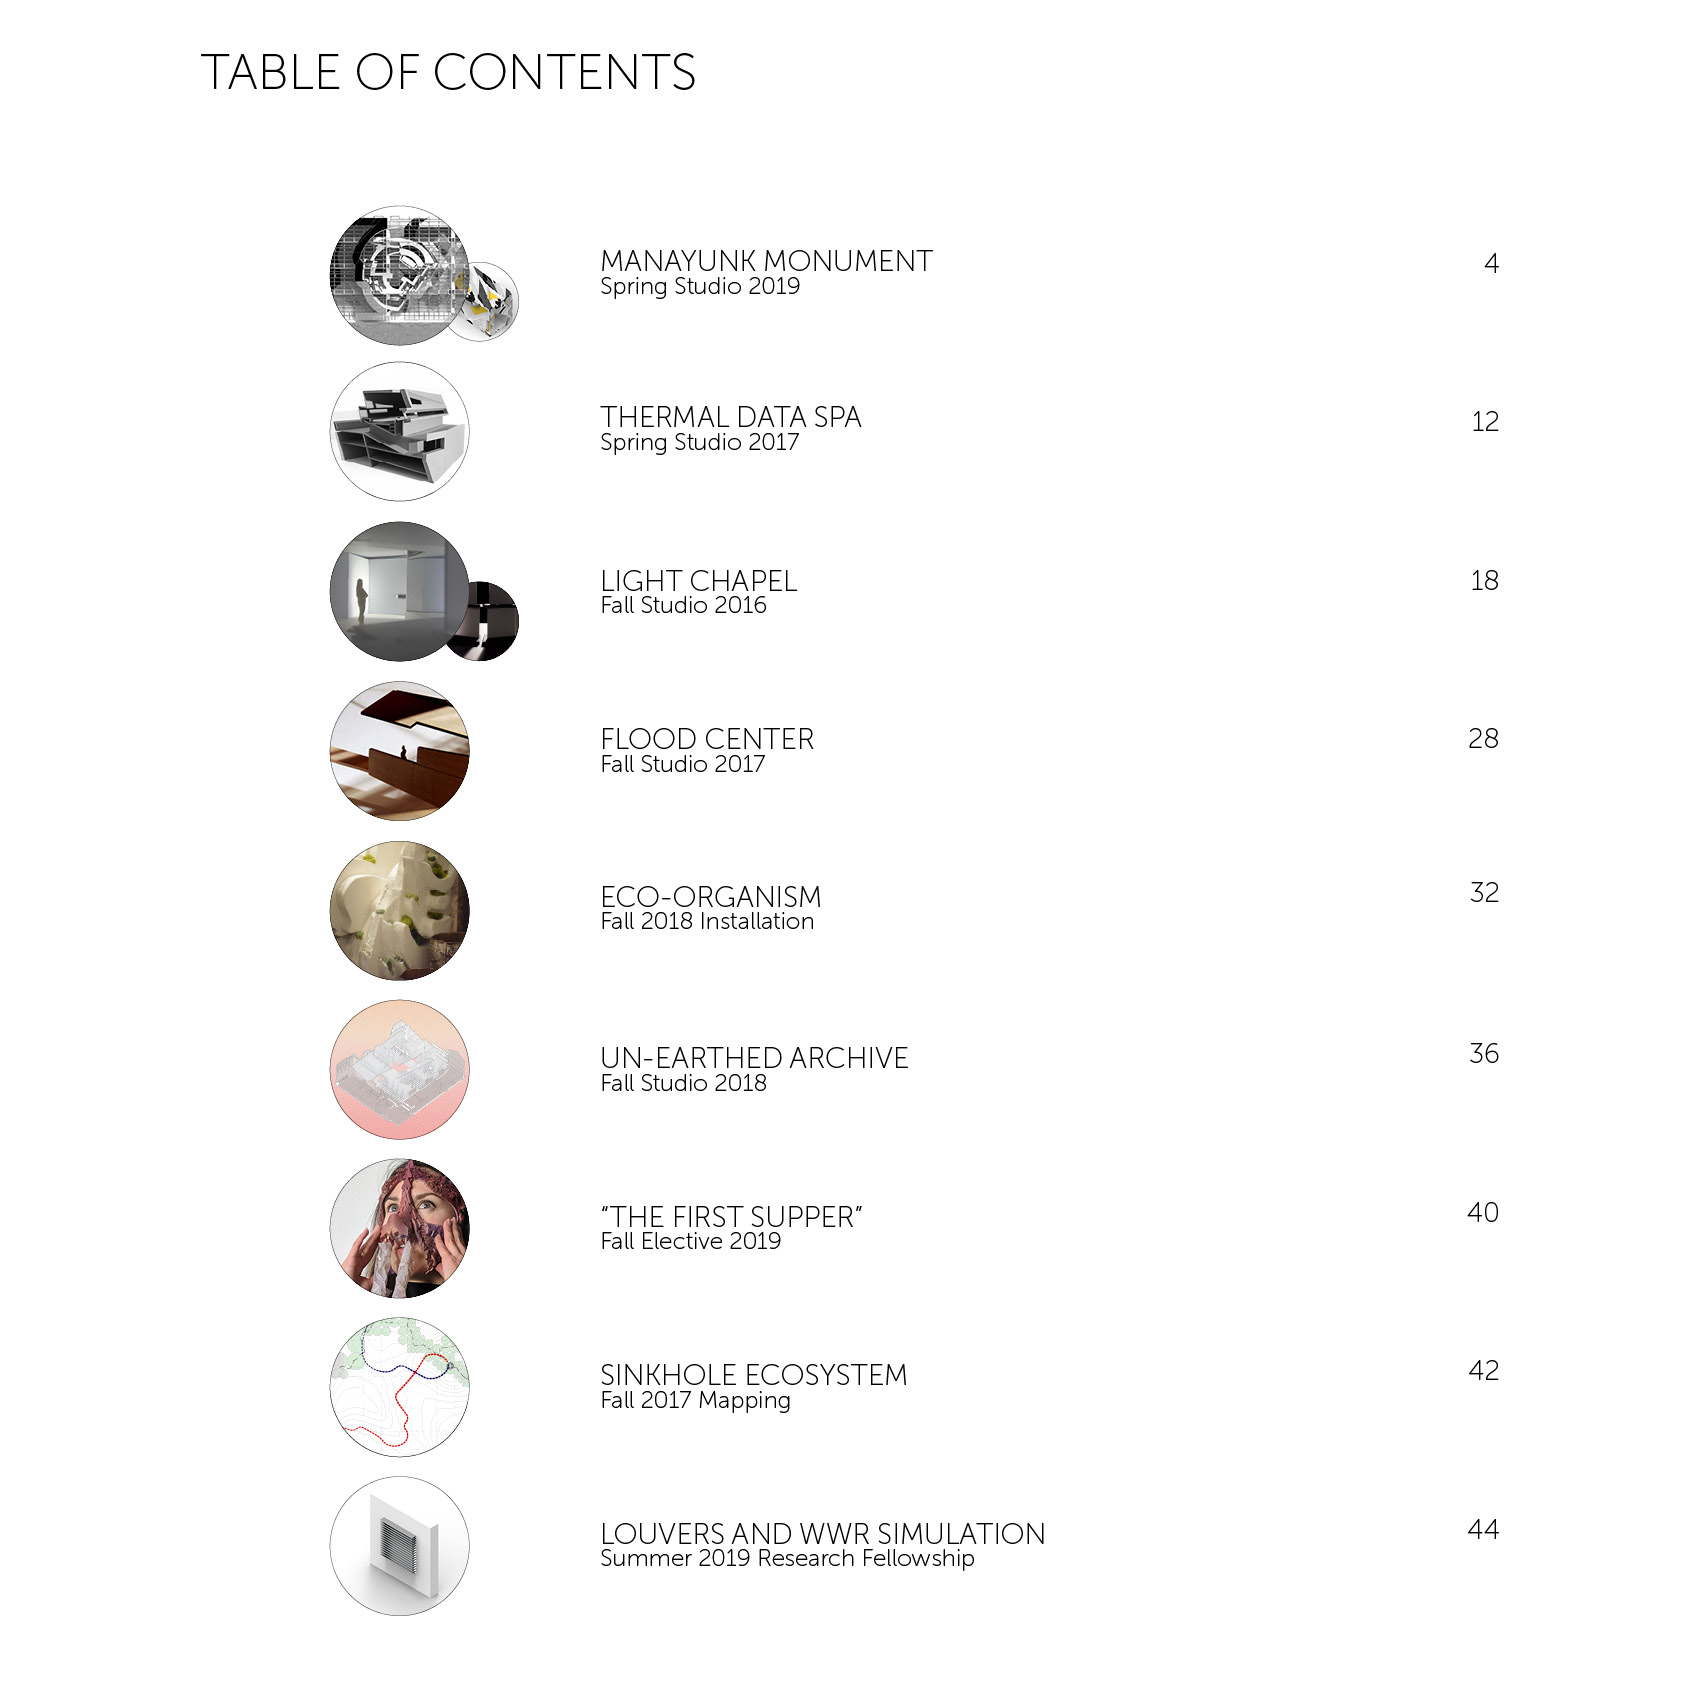 TABLE OF CONTENTS
MANAYUNK MONUMENT 4
Spring Studio 2019
THERMAL DATA SPA 12
Spring Studio 2017
LIGHT CHAPEL 18
Fall Studio 2016
FLOOD CENTER 28
Fall Studio 2017
ECO-ORGANISM 32
Fall 2018 Installation
UN-EARTHED ARCHIVE 36
Fall Studio 2018
“THE FIRST SUPPER” 40
Fall Elective 2019
SINKHOLE ECOSYSTEM 42
Fall 2017 Mapping
LOUVERS AND WWR SIMULATION 44
Summer 2019 Research Fellowship